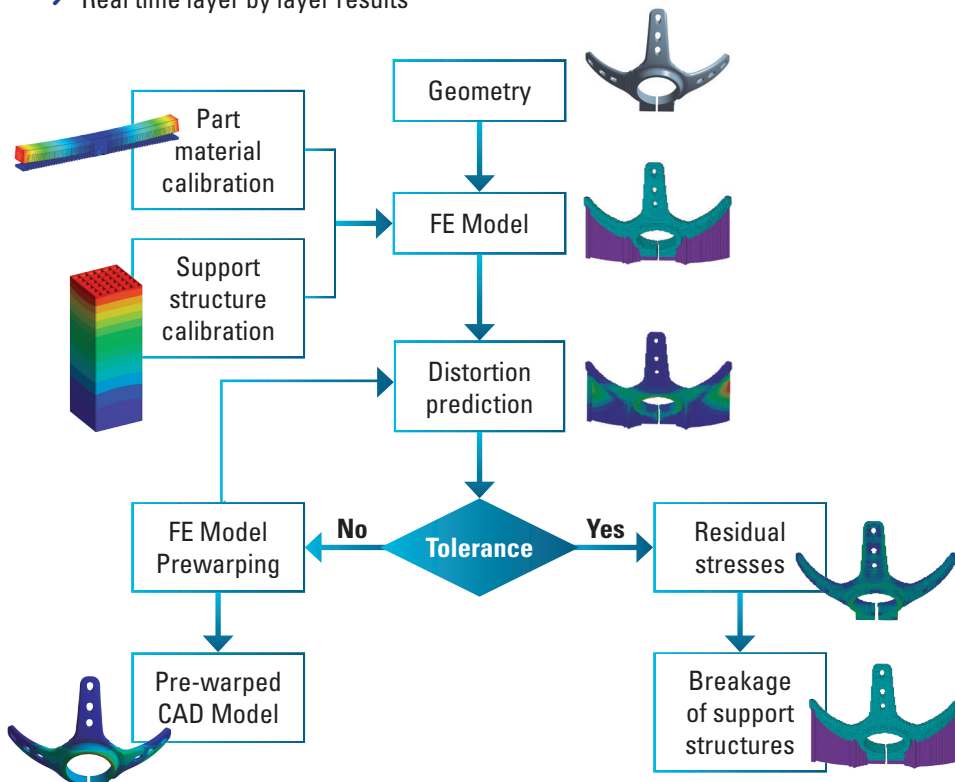 Real time layer by layer results
Geometry
Part
material
calibration
FE Model
Support
structure
calibration
Distortion
prediction
FE Model
Prewarping
No
Tolerance
Yes
Residual
stresses
Pre-warped
CAD Model
Breakage
of support
structures